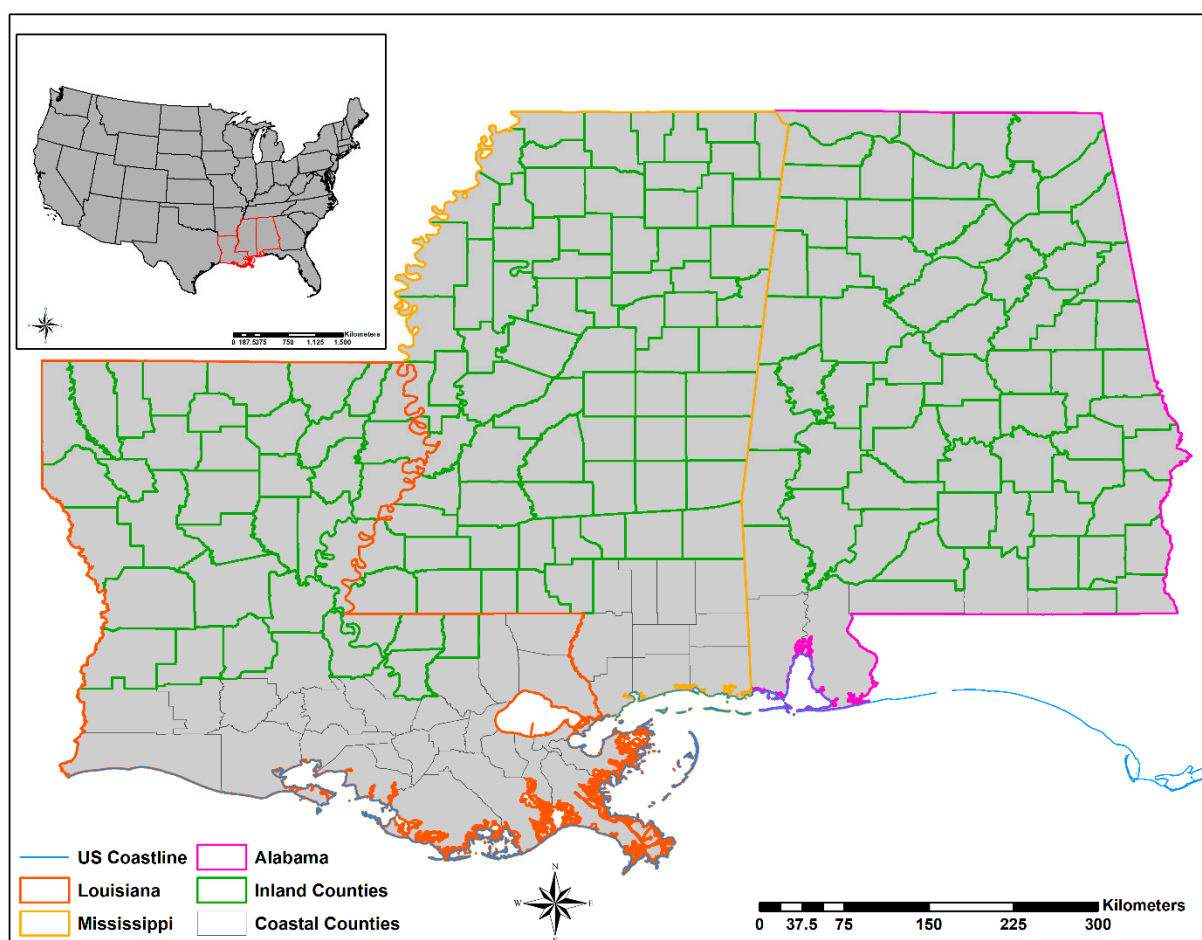 Kilometers
0 187.5375 750 1.125 1.500
US Coastline
Louisiana
Mississippi
Alabama
Inland Counties
Coastal Counties
N
W E
Kilometers
0 37.5 75 150 225 300